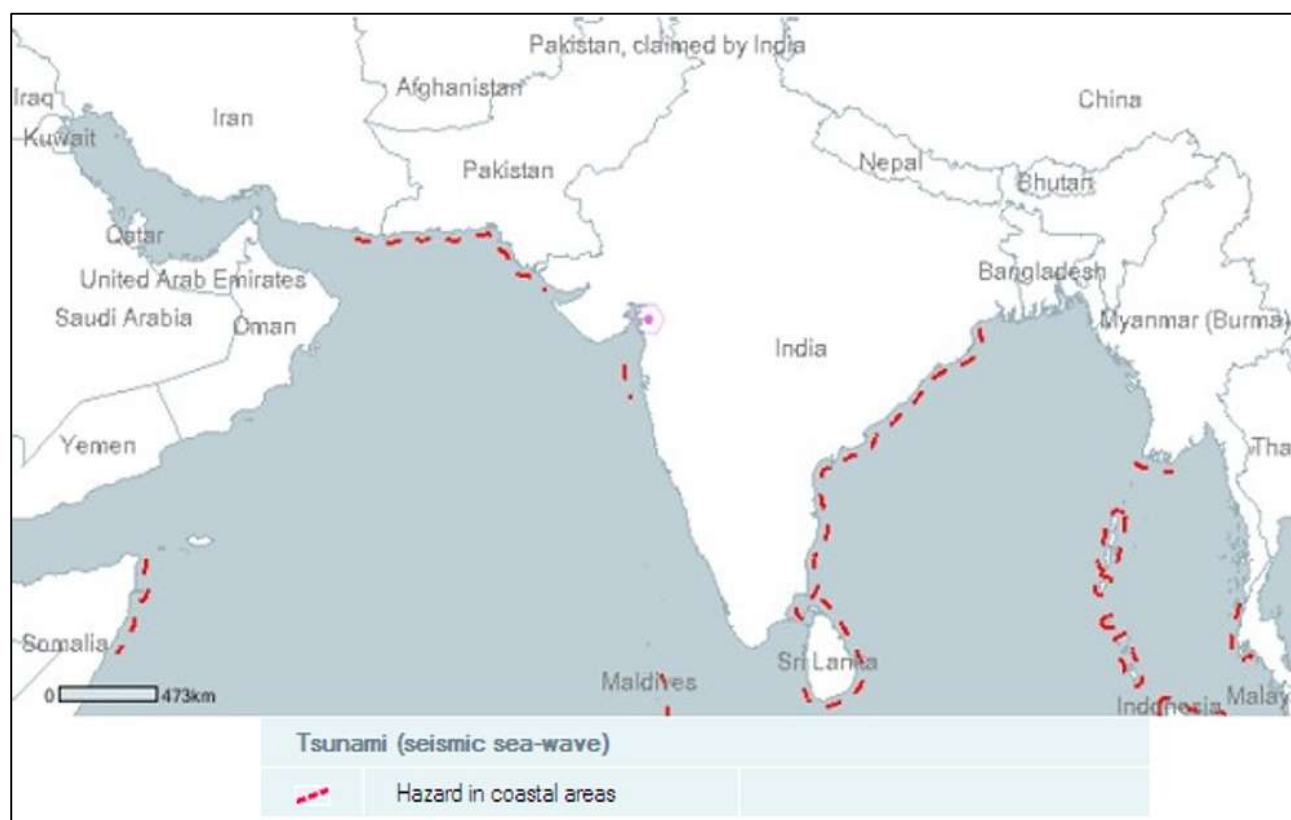 Pakistan, claimed by India
Afghanistan
China
Iraq
Iran
Kuwait
Pakistan
Nepal
Bhutan
Qatar
United Arab Emirates
Bangladesh
Saudi Arabia
Oman
Myanmar (Burma)
India
Yemen
Tha
Somalia
Sri Lanka
Maldives
0 473km
Indonesia
Malay
Tsunami (seismic sea-wave)
Hazard in coastal areas